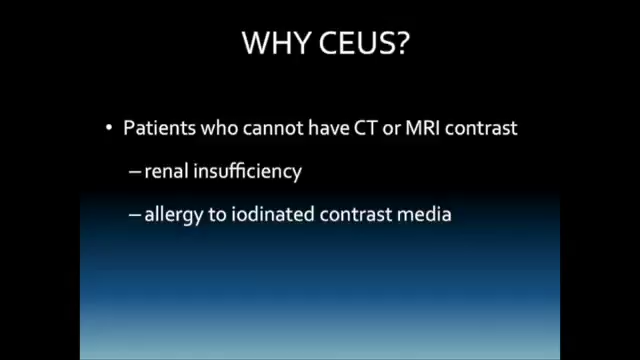 WHY CEUS?
• Patients who cannot have CT or MRI contrast
– renal insufficiency
– allergy to iodinated contrast media